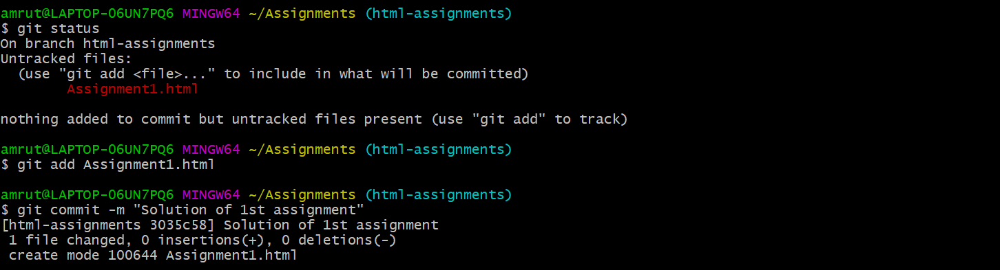 amrut@LAPTOP-O6UN7PQ6 MINGW64 ~/Assignments (html-assignments)
$ git status
On branch html-assignments
Untracked files:
  (use "git add <file>..." to include in what will be committed)
        Assignment1.html

nothing added to commit but untracked files present (use "git add" to track)

amrut@LAPTOP-O6UN7PQ6 MINGW64 ~/Assignments (html-assignments)
$ git add Assignment1.html

amrut@LAPTOP-O6UN7PQ6 MINGW64 ~/Assignments (html-assignments)
$ git commit -m "Solution of 1st assignment"
[html-assignments 3035c58] Solution of 1st assignment
 1 file changed, 0 insertions(+), 0 deletions(-)
 create mode 100644 Assignment1.html